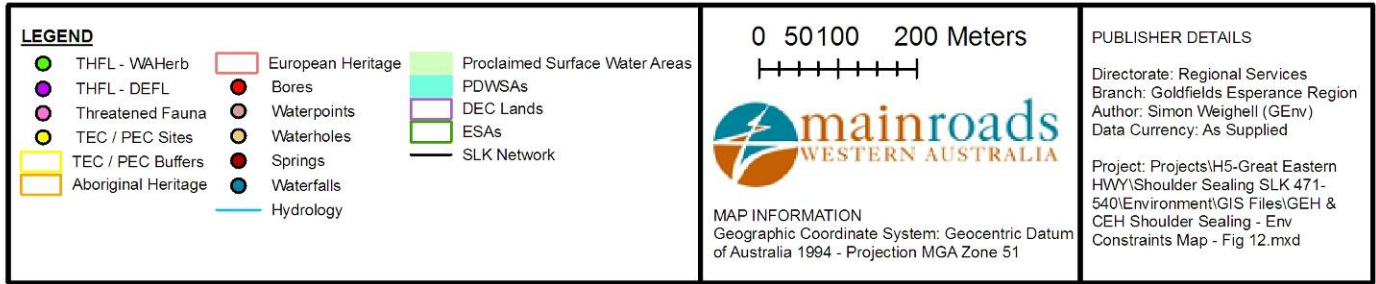 LEGEND
THFL - WAHerb
THFL - DEFL
Threatened Fauna
TEC / PEC Sites
TEC / PEC Buffers
Aboriginal Heritage
European Heritage
Bores
Waterpoints
Waterholes
Springs
Waterfalls
Hydrology
Proclaimed Surface Water Areas
PDWSAs
DEC Lands
ESAs
SLK Network
0 50 100 200 Meters
mainroads
WESTERN AUSTRALIA
MAP INFORMATION
Geographic Coordinate System: Geocentric Datum
of Australia 1994 - Projection MGA Zone 51
PUBLISHER DETAILS
Directorate: Regional Services
Branch: Goldfields Esperance Region
Author: Simon Weighell (GEnv)
Data Currency: As Supplied
Project: Projects\H5-Great Eastern
HWY\Shoulder Sealing SLK 471-
540\Environment\GIS Files\GEH &
CEH Shoulder Sealing - Env
Constraints Map - Fig 12.mxd